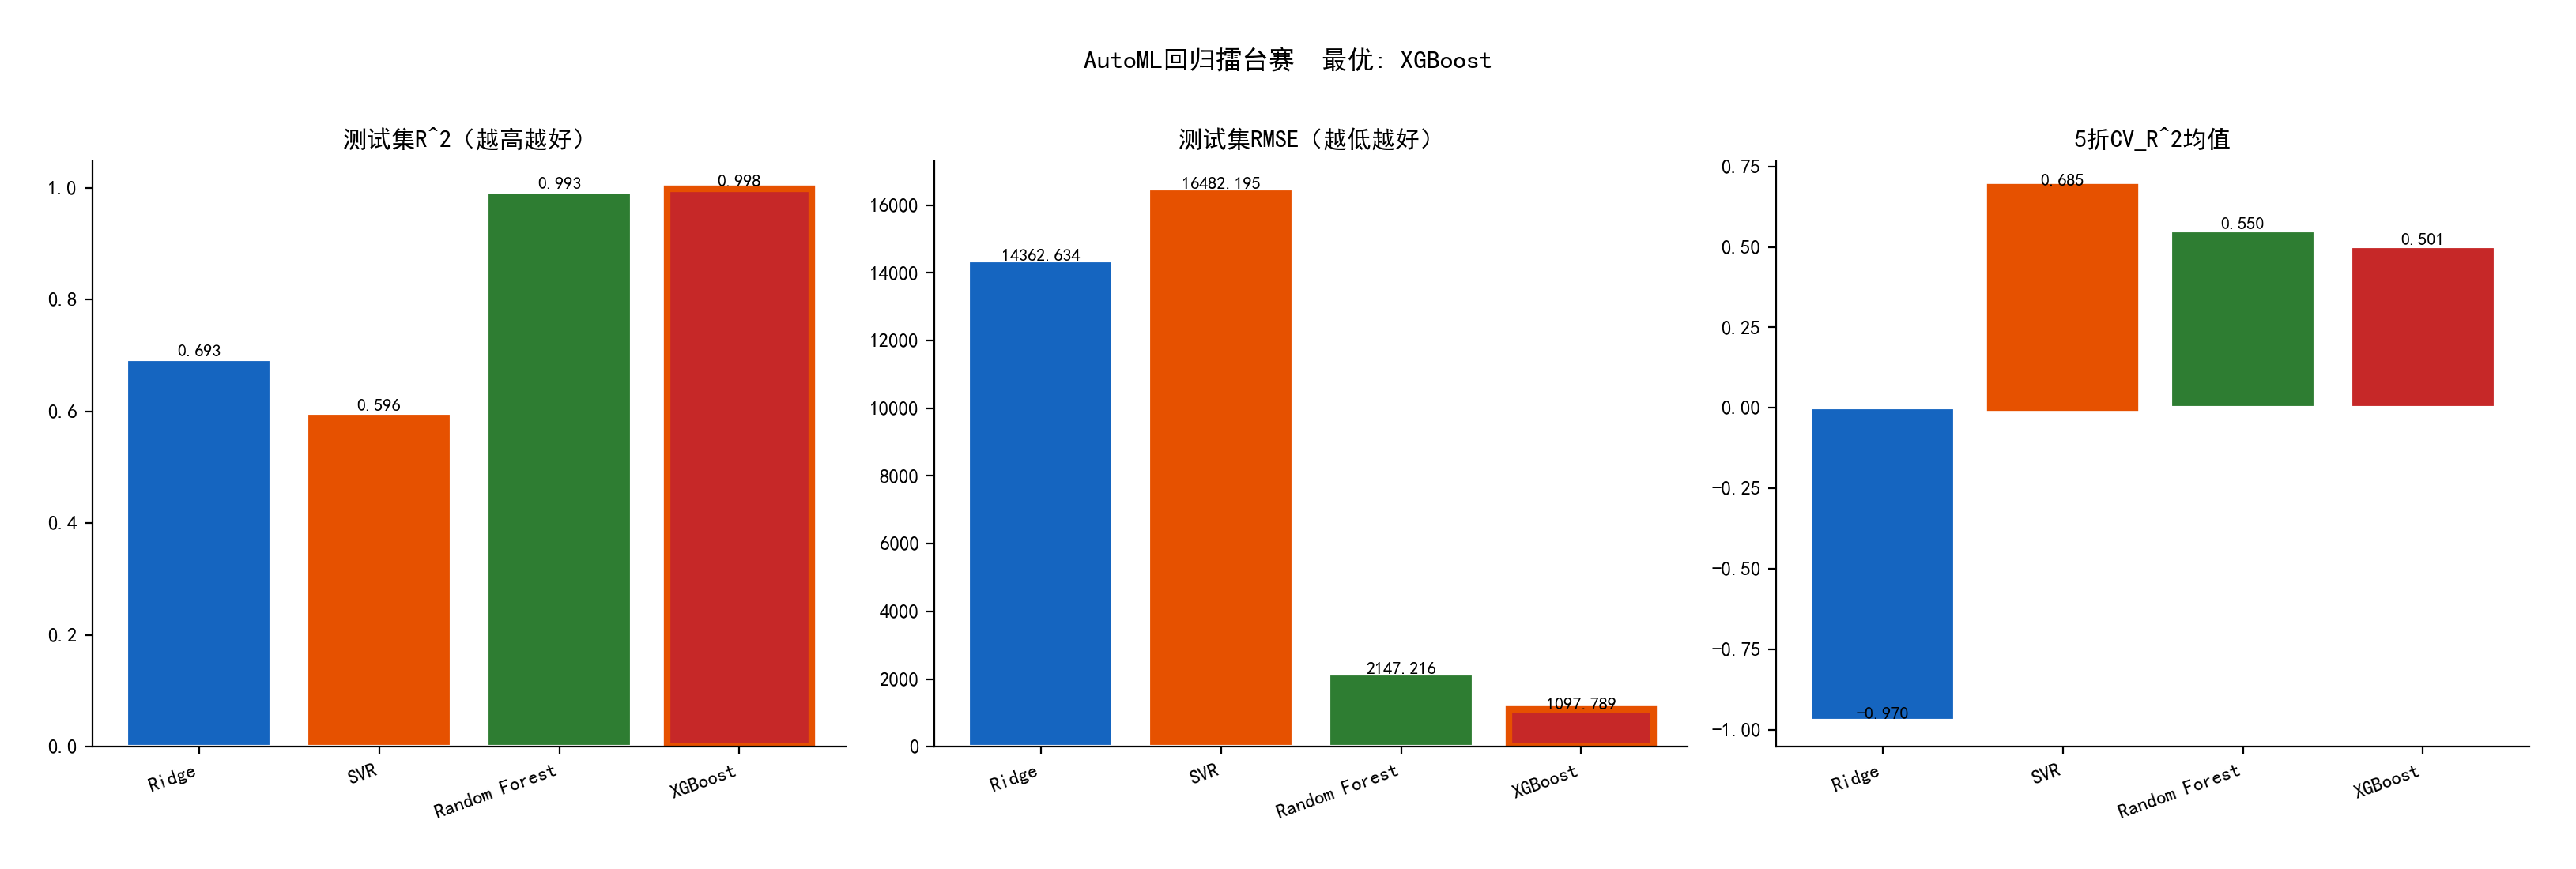 AutoML回归擂台赛  最优: XGBoost
测试集R^2（越高越好）
1.0
0.8
0.6
0.4
0.2
0.0
0.693
0.596
0.993
0.998
Ridge
SVR
Random Forest
XGBoost
测试集RMSE（越低越好）
16000
14000
12000
10000
8000
6000
4000
2000
0
14362.634
16482.195
2147.216
1097.789
Ridge
SVR
Random Forest
XGBoost
5折CV_R^2均值
0.75
0.50
0.25
0.00
−0.25
−0.50
−0.75
−1.00
−0.970
0.685
0.550
0.501
Ridge
SVR
Random Forest
XGBoost